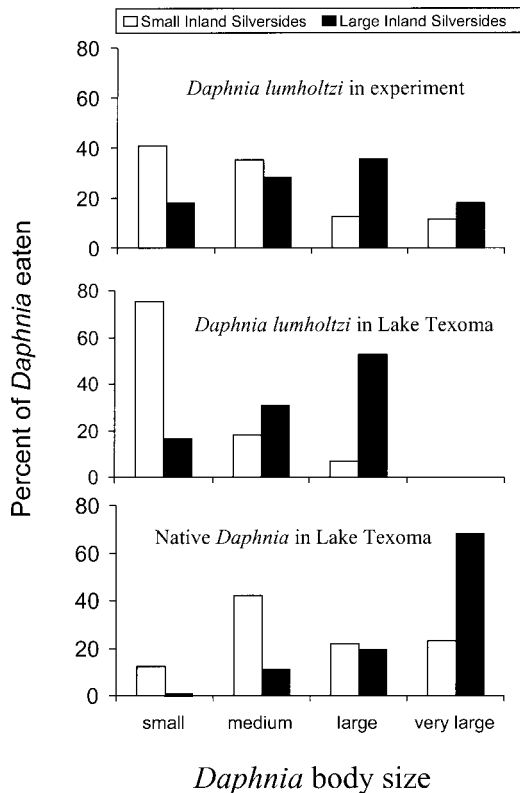 Small Inland Silversides Large Inland Silversides
Percent of Daphnia eaten
80
Daphnia lumholtzi in experiment
60
40
20
0
80
60
Daphnia lumholtzi in Lake Texoma
40
20
0
80
Native Daphnia in Lake Texoma
60
40
20
0
small medium large very large
Daphnia body size